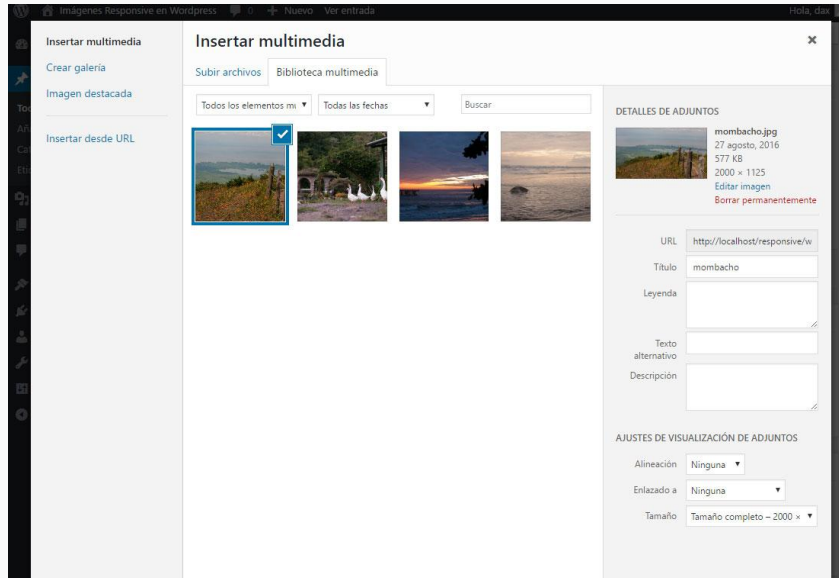 Imágenes Responsive en Wordpress 0 Nuevo Ver entrada Hola, dax
Insertar multimedia
Crear galería
Imagen destacada
Insertar desde URL
Insertar multimedia
Subir archivos Biblioteca multimedia
Todos los elementos mu Todas las fechas Buscar
DETALLES DE ADJUNTOS
mombacho.jpg
27 agosto, 2016
577 KB
2000 × 1125
Editar imagen
Borrar permanentemente
URL http://localhost/responsive/w
Título mombacho
Leyenda
Texto
alternativo
Descripción
AJUSTES DE VISUALIZACIÓN DE ADJUNTOS
Alineación Ninguna
Enlazado a Ninguna
Tamaño Tamaño completo – 2000 ×